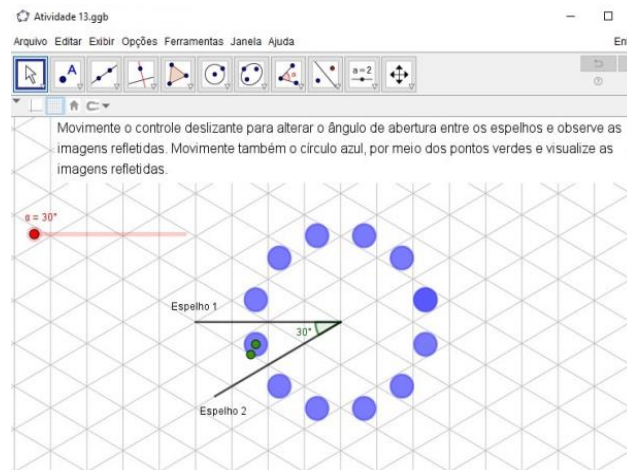 Atividade 13.ggb
Arquivo Editar Exibir Opções Ferramentas Janela Ajuda
A
a=2
Movimente o controle deslizante para alterar o ângulo de abertura entre os espelhos e observe as
imagens refletidas. Movimente também o círculo azul, por meio dos pontos verdes e visualize as
imagens refletidas.
α = 30°
Espelho 1
30°
Espelho 2